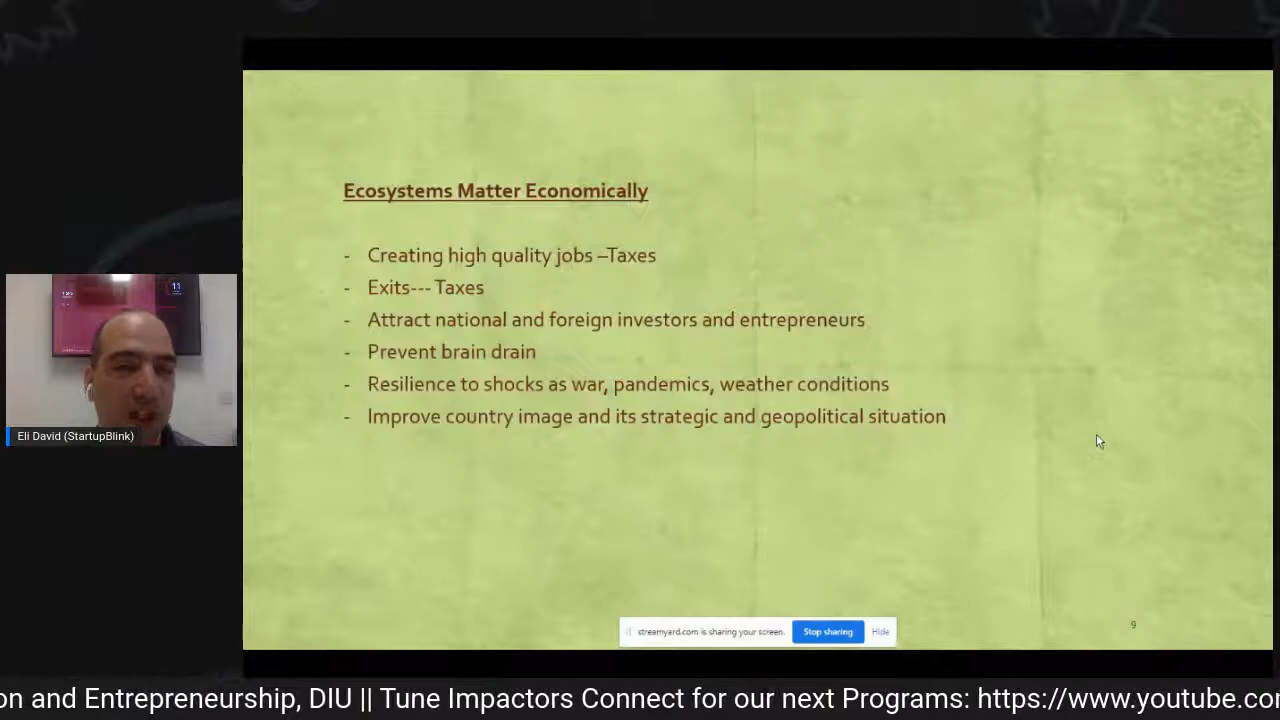 Ecosystems Matter Economically
- Creating high quality jobs –Taxes
- Exits--- Taxes
- Attract national and foreign investors and entrepreneurs
- Prevent brain drain
- Resilience to shocks as war, pandemics, weather conditions
- Improve country image and its strategic and geopolitical situation
11
Eli David (StartupBlink)
streamyard.com is sharing your screen. Stop sharing Hide
9
on and Entrepreneurship, DIU || Tune Impactors Connect for our next Programs: https://www.youtube.co